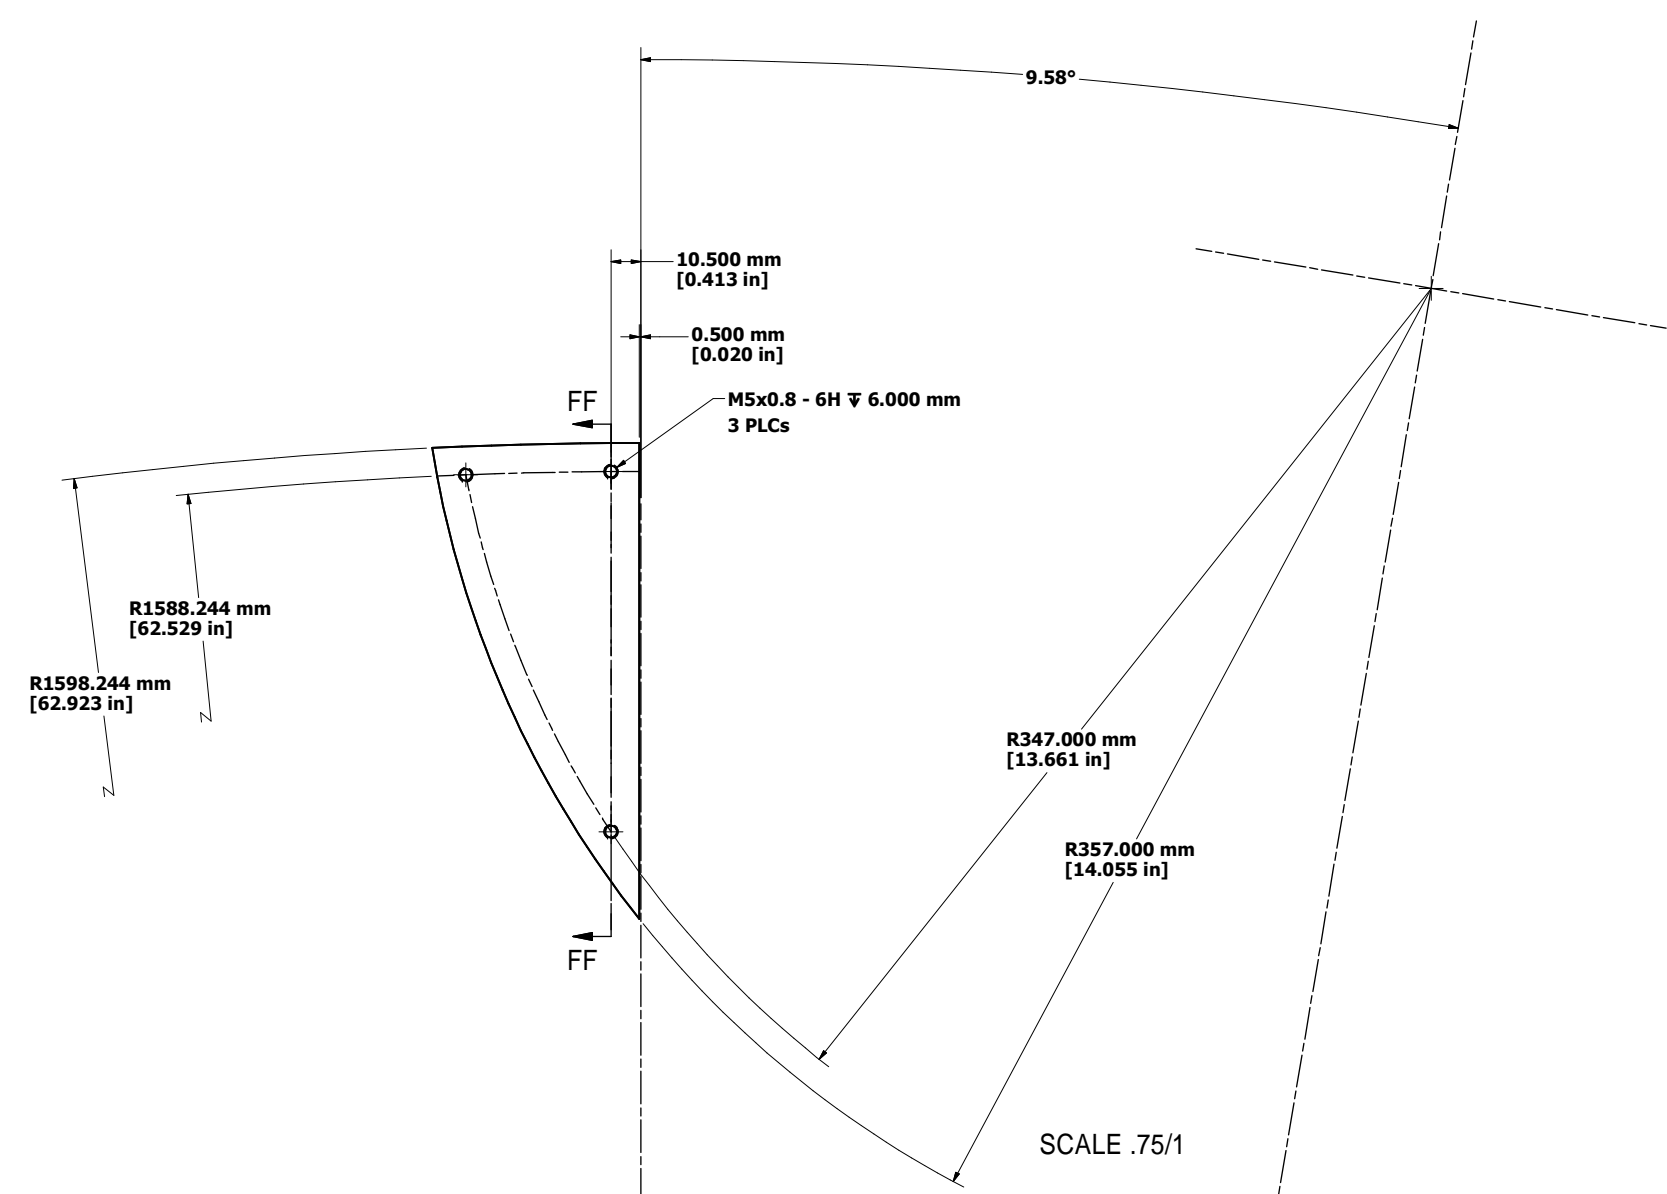 9.58°
10.500 mm
[0.413 in]
0.500 mm
[0.020 in]
FF
M5x0.8 - 6H ↧ 6.000 mm
3 PLCs
R1588.244 mm
[62.529 in]
R1598.244 mm
[62.923 in]
R347.000 mm
[13.661 in]
R357.000 mm
[14.055 in]
FF
SCALE .75/1